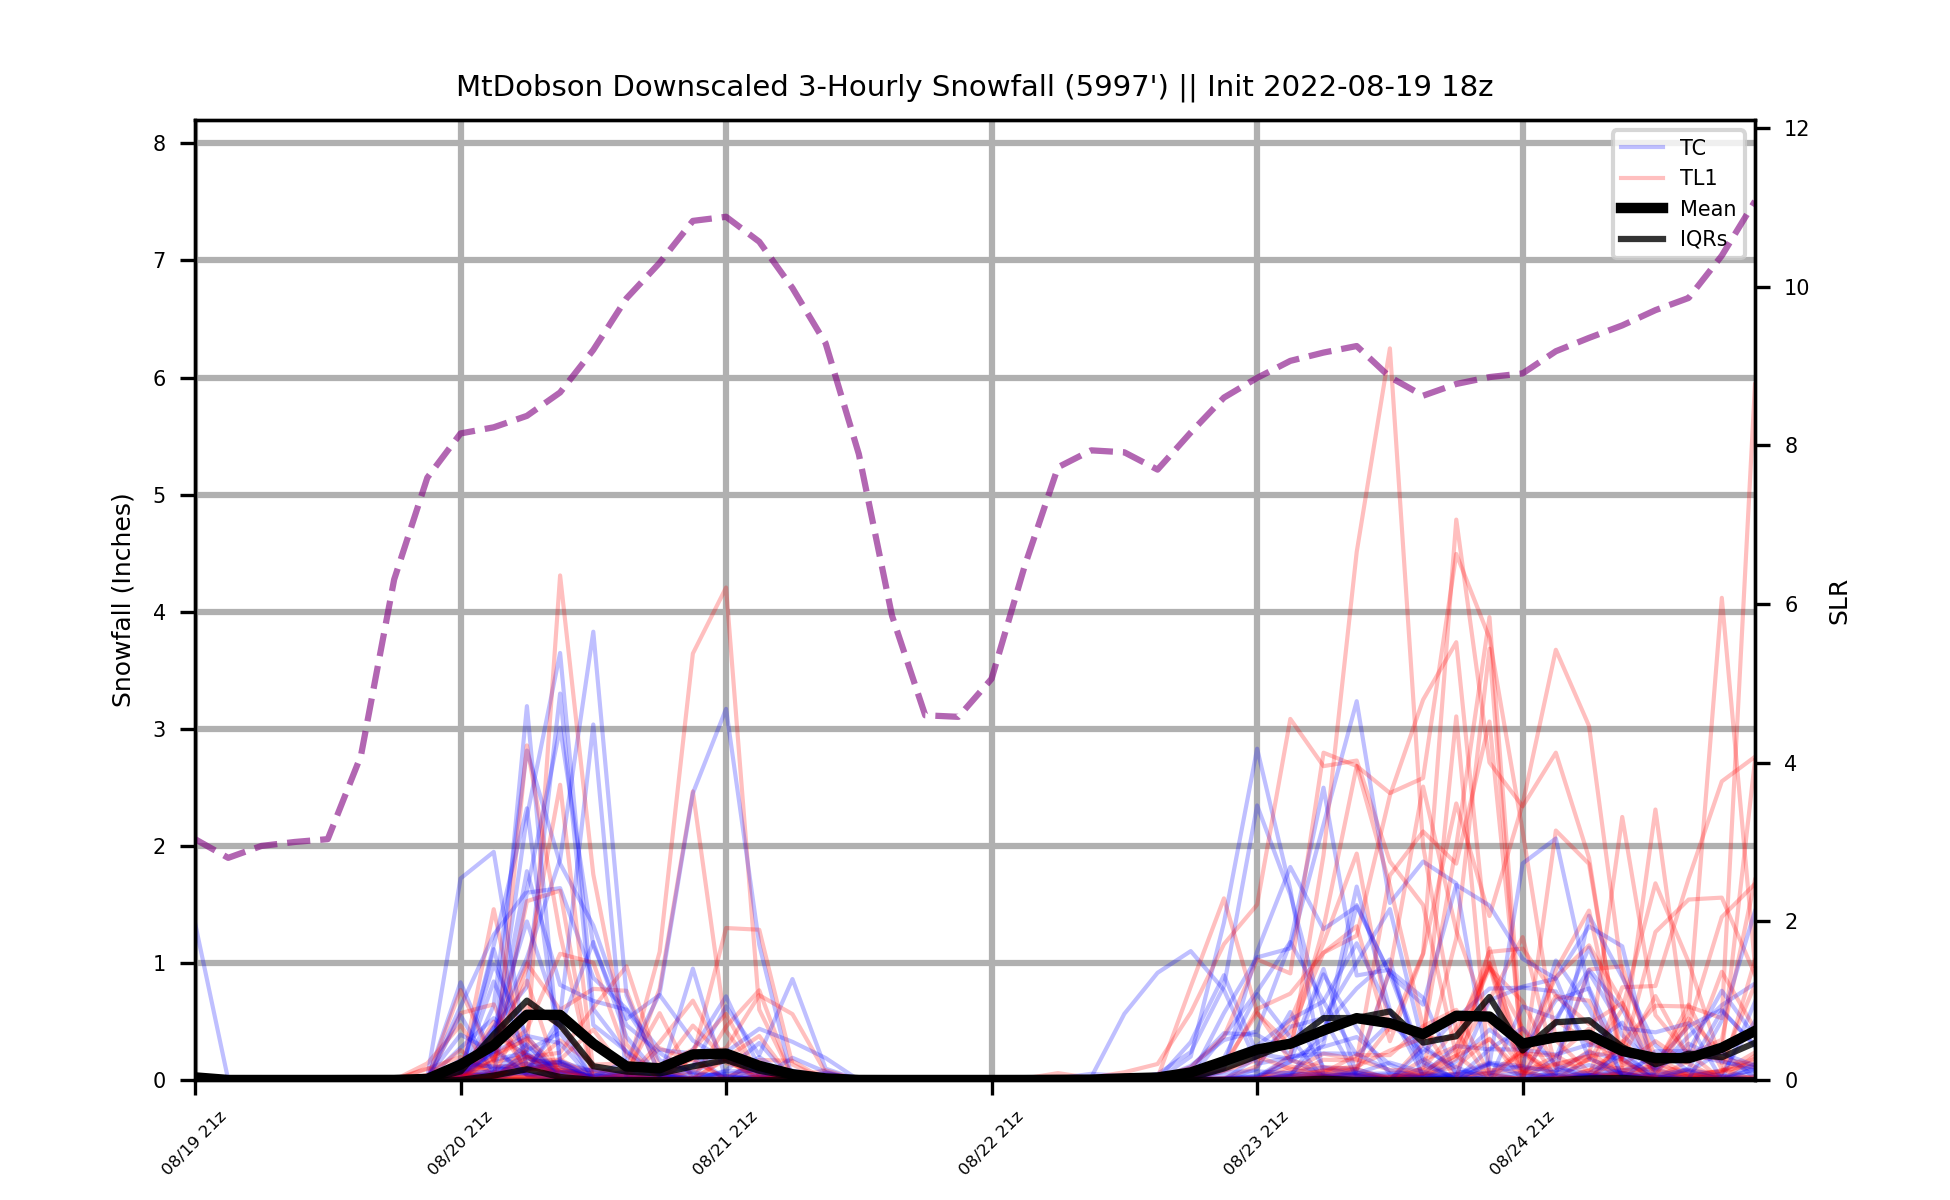 MtDobson Downscaled 3-Hourly Snowfall (5997') || Init 2022-08-19 18z
TC
TL1
Mean
IQRs
Snowfall (Inches)
8
7
6
5
4
3
2
1
0
12
10
8
6
4
2
0
SLR
08/19 21z
08/20 21z
08/21 21z
08/22 21z
08/23 21z
08/24 21z